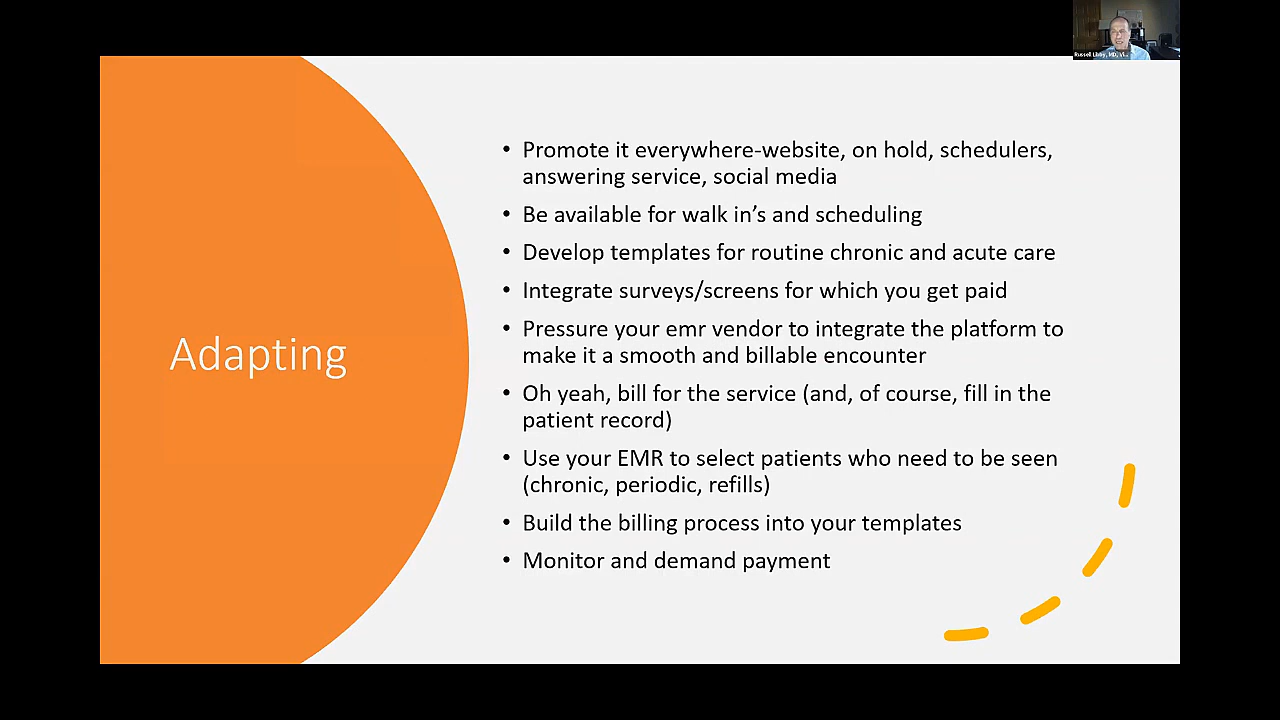 Russell Libby, MD, Vi...
Adapting
• Promote it everywhere-website, on hold, schedulers,
answering service, social media
• Be available for walk in’s and scheduling
• Develop templates for routine chronic and acute care
• Integrate surveys/screens for which you get paid
• Pressure your emr vendor to integrate the platform to
make it a smooth and billable encounter
• Oh yeah, bill for the service (and, of course, fill in the
patient record)
• Use your EMR to select patients who need to be seen
(chronic, periodic, refills)
• Build the billing process into your templates
• Monitor and demand payment